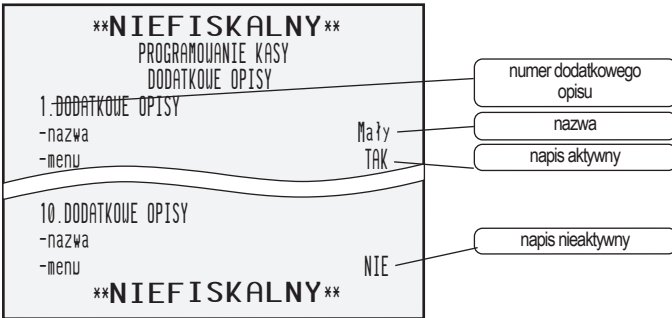 **NIEFISKALNY**
PROGRAMOWANIE KASY
DODATKOWE OPISY
1.DODATKOWE OPISY
-nazwa Mały
-menu TAK
10.DODATKOWE OPISY
-nazwa
-menu NIE
**NIEFISKALNY**
numer dodatkowego
opisu
nazwa
napis aktywny
napis nieaktywny